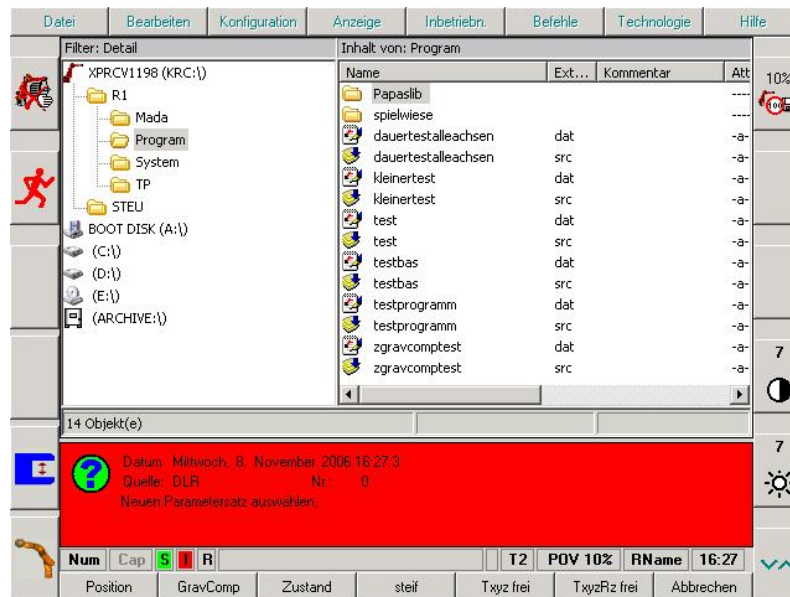 Datei Bearbeiten Konfiguration Anzeige Inbetriebn. Befehle Technologie Hilfe
Filter: Detail
Inhalt von: Program
XPRCV1198 (KRC:\)
R1
Mada
Program
System
TP
STEU
BOOT DISK (A:\)
(C:\)
(D:\)
(E:\)
(ARCHIVE:\)
Name Ext... Kommentar Att
Papaslib ----
spielwiese ----
dauertestalleachsen dat -a-
dauertestalleachsen src -a-
kleinertest dat -a-
kleinertest src -a-
test dat -a-
test src -a-
testbas dat -a-
testbas src -a-
testprogramm dat -a-
testprogramm src -a-
zgravcomptest dat -a-
zgravcomptest src -a-
10%
100
7
7
14 Objekt(e)
Datum Mittwoch, 8. November 2006 16:27:3
Quelle: DLR Nr.: 0
Neuen Parametersatz auswählen,
Num Cap S I R T2 POV 10% RName 16:27
Position GravComp Zustand steif Txyz frei TxyzRz frei Abbrechen